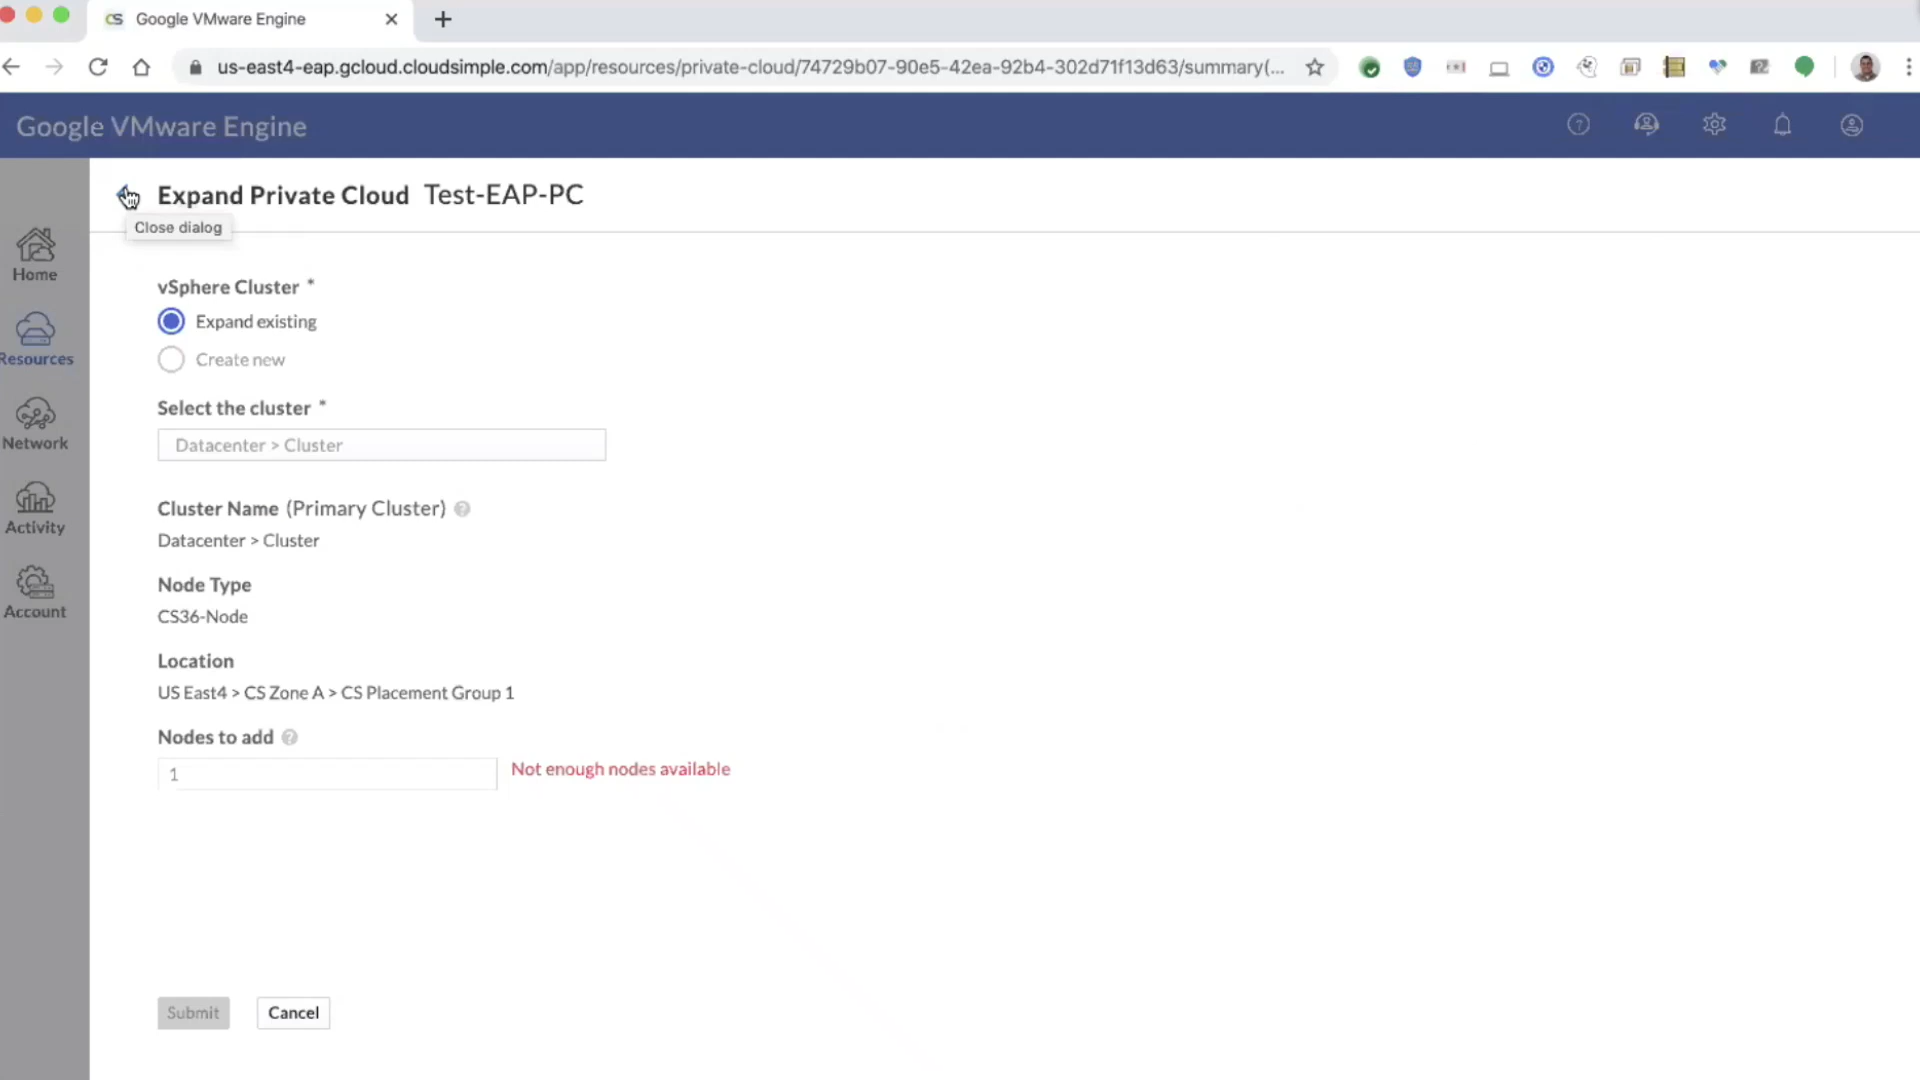 CS Google VMware Engine
us-east4-eap.gcloud.cloudsimple.com/app/resources/private-cloud/74729b07-90e5-42ea-92b4-302d71f13d63/summary(...
Google VMware Engine
Expand Private Cloud Test-EAP-PC
Close dialog
Home
Resources
Network
Activity
Account
vSphere Cluster *
Expand existing
Create new
Select the cluster *
Datacenter > Cluster
Cluster Name (Primary Cluster) ?
Datacenter > Cluster
Node Type
CS36-Node
Location
US East4 > CS Zone A > CS Placement Group 1
Nodes to add ?
1 Not enough nodes available
Submit Cancel